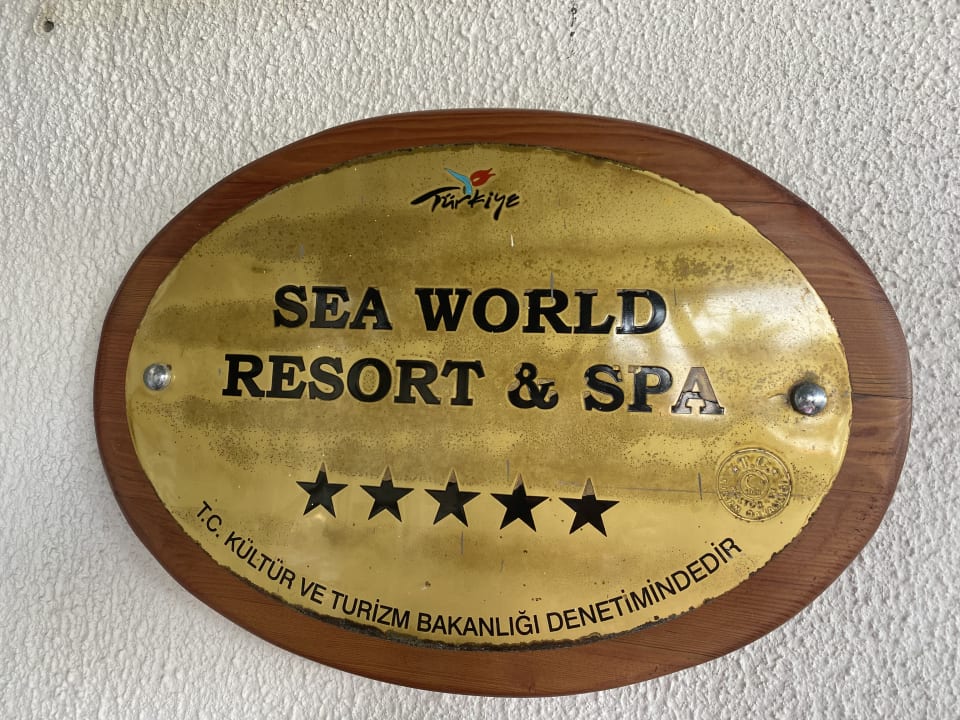 Türkiye
SEA WORLD
RESORT & SPA
T.C. KÜLTÜR VE TURİZM BAKANLIĞI DENETİMİNDEDİR